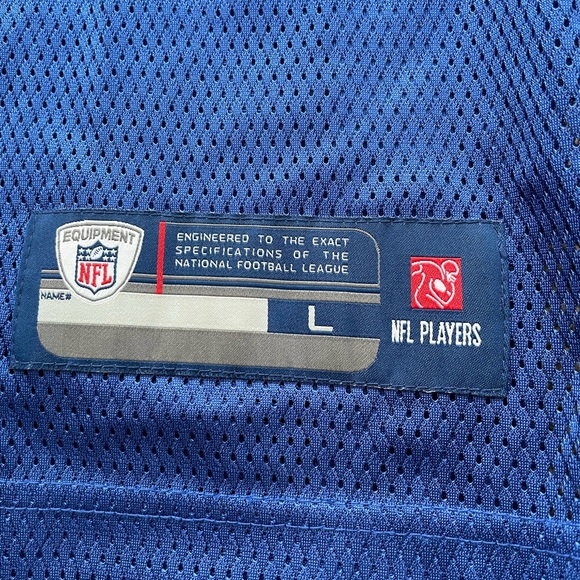 EQUIPMENT
NFL
ENGINEERED TO THE EXACT
SPECIFICATIONS OF THE
NATIONAL FOOTBALL LEAGUE
NAME#
L
NFL PLAYERS